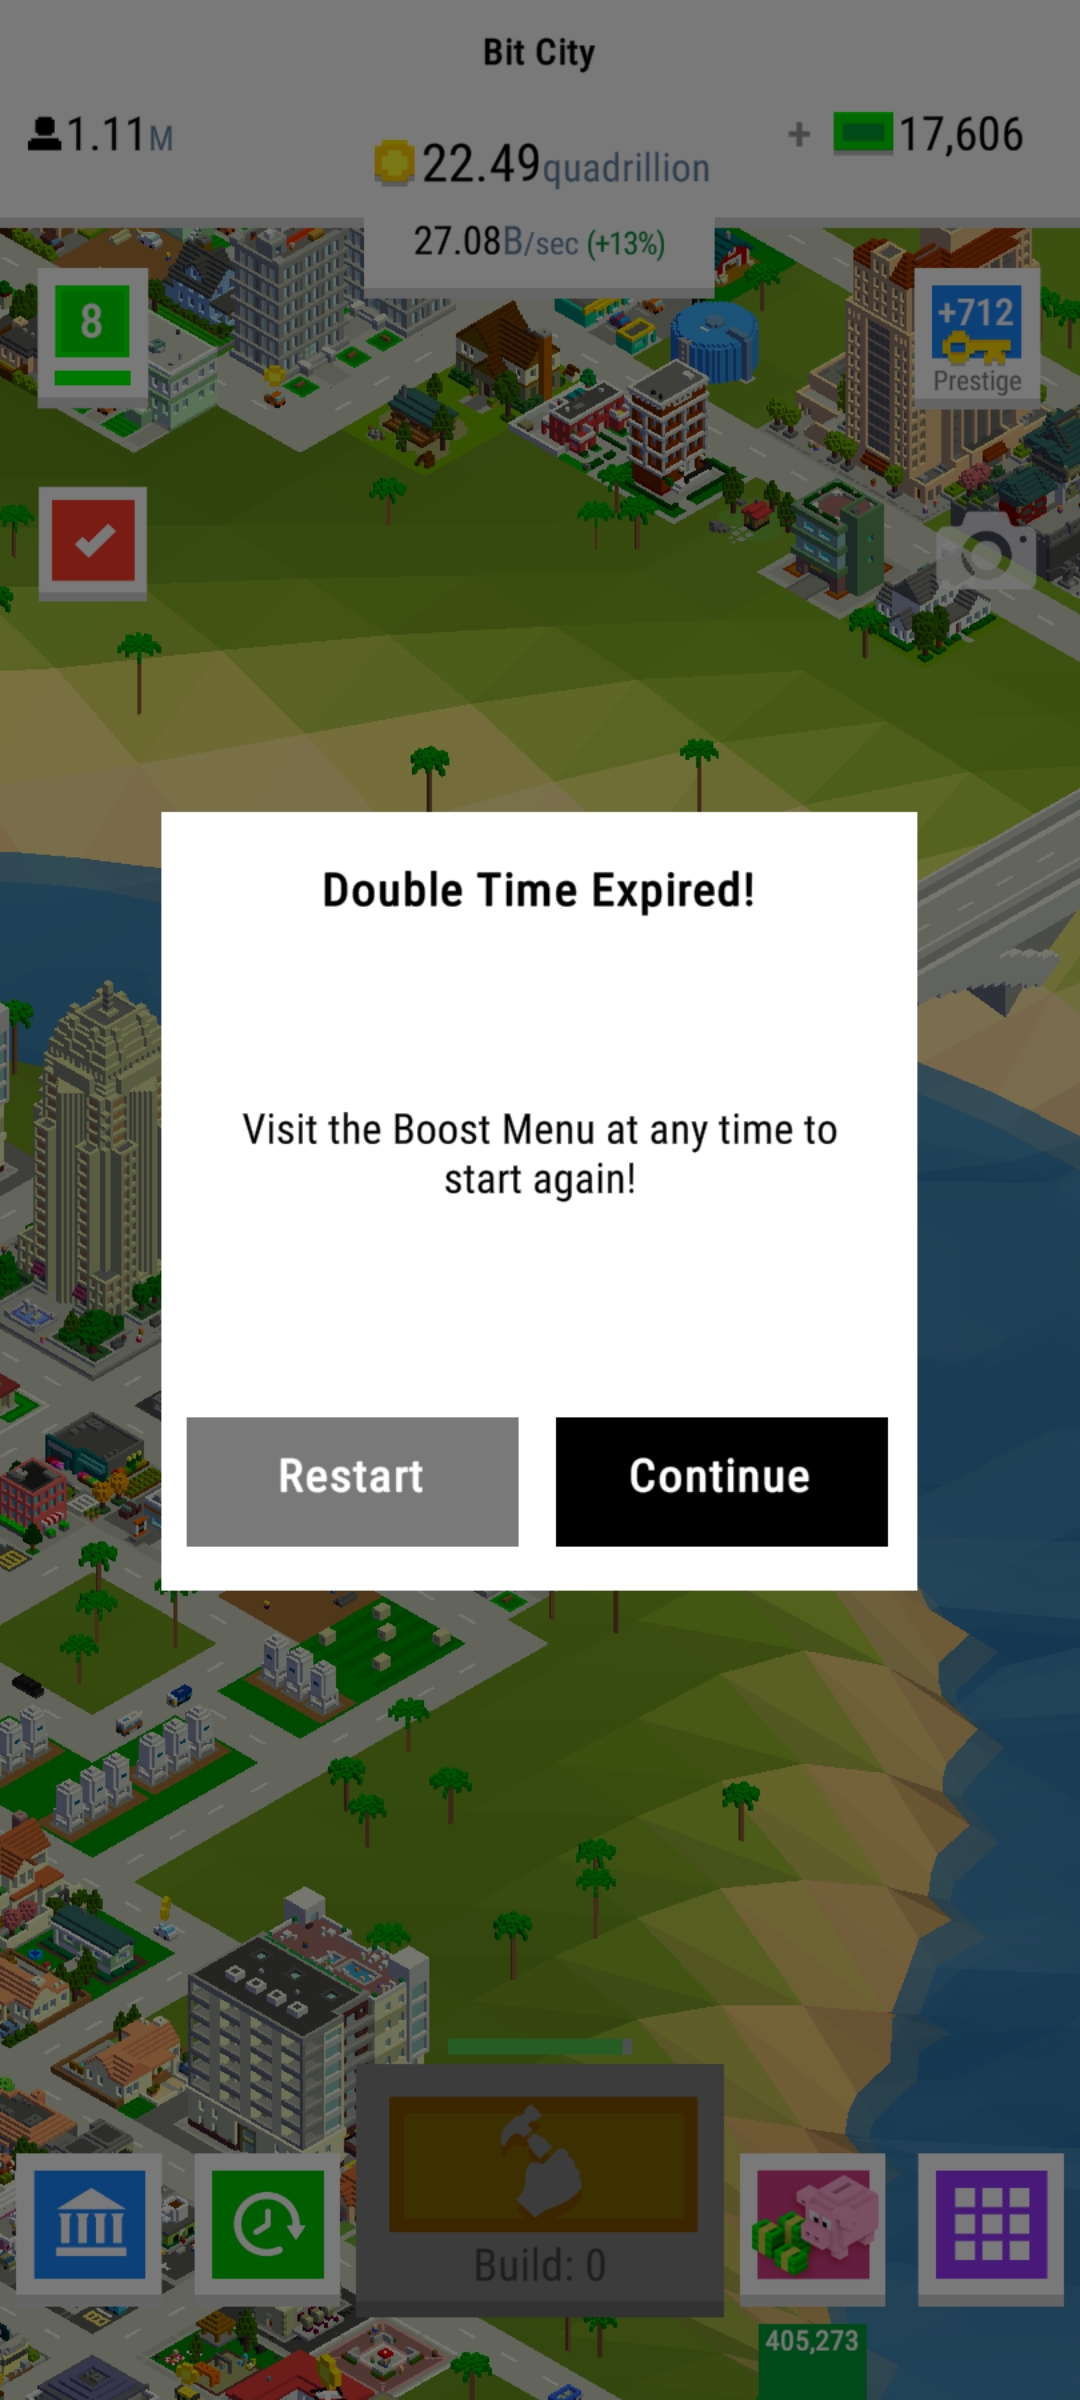 Bit City
1.11M
22.49quadrillion
+ 17,606
27.08B/sec (+13%)
8
+712
Prestige
Double Time Expired!
Visit the Boost Menu at any time to
start again!
Restart
Continue
Build: 0
405,273